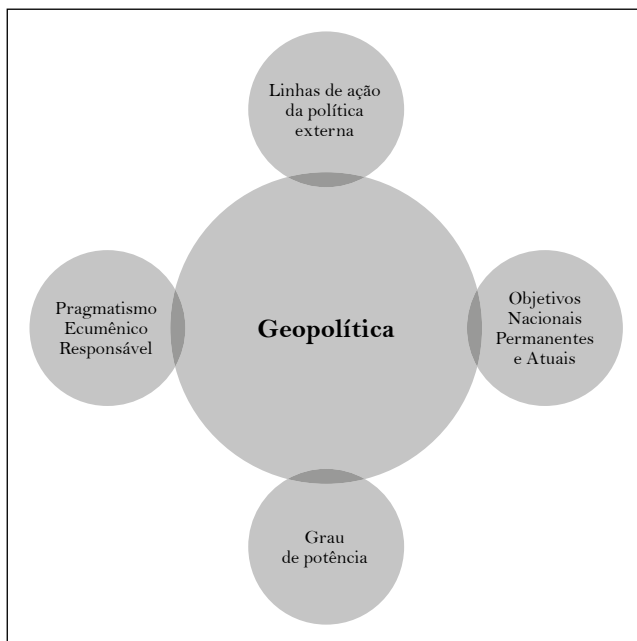 Linhas de ação
da política
externa
Pragmatismo
Ecumênico
Responsável
Geopolítica
Objetivos
Nacionais
Permanentes
e Atuais
Grau
de potência